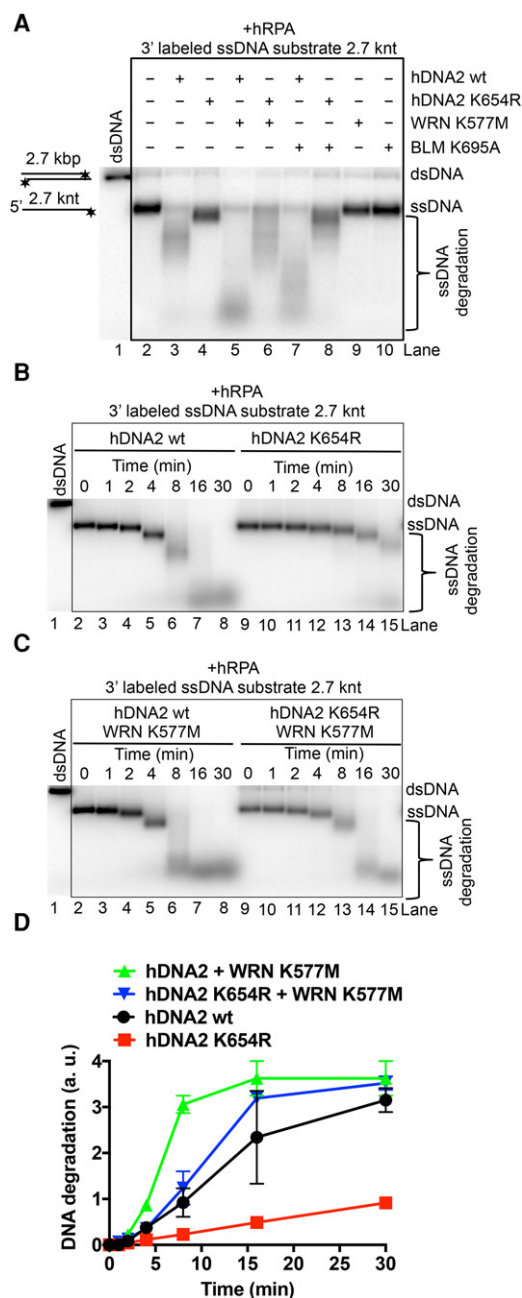 A
+hRPA
3' labeled ssDNA substrate 2.7 knt
dsDNA
– + – + – + – – – hDNA2 wt
– – + – + – + – – hDNA2 K654R
– – – + + – – + – WRN K577M
– – – – – + + – + BLM K695A
2.7 kbp
dsDNA
5' 2.7 knt
ssDNA
ssDNA degradation
1 2 3 4 5 6 7 8 9 10 Lane
B
+hRPA
3' labeled ssDNA substrate 2.7 knt
hDNA2 wt hDNA2 K654R
Time (min) Time (min)
dsDNA
0 1 2 4 8 16 30 0 1 2 4 8 16 30
dsDNA
ssDNA
ssDNA degradation
1 2 3 4 5 6 7 8 9 10 11 12 13 14 15 Lane
C
+hRPA
3' labeled ssDNA substrate 2.7 knt
hDNA2 wt hDNA2 K654R
WRN K577M WRN K577M
Time (min) Time (min)
dsDNA
0 1 2 4 8 16 30 0 1 2 4 8 16 30
dsDNA
ssDNA
ssDNA degradation
1 2 3 4 5 6 7 8 9 10 11 12 13 14 15 Lane
D
hDNA2 + WRN K577M
hDNA2 K654R + WRN K577M
hDNA2 wt
hDNA2 K654R
DNA degradation (a. u.)
4
3
2
1
0
0 5 10 15 20 25 30
Time (min)